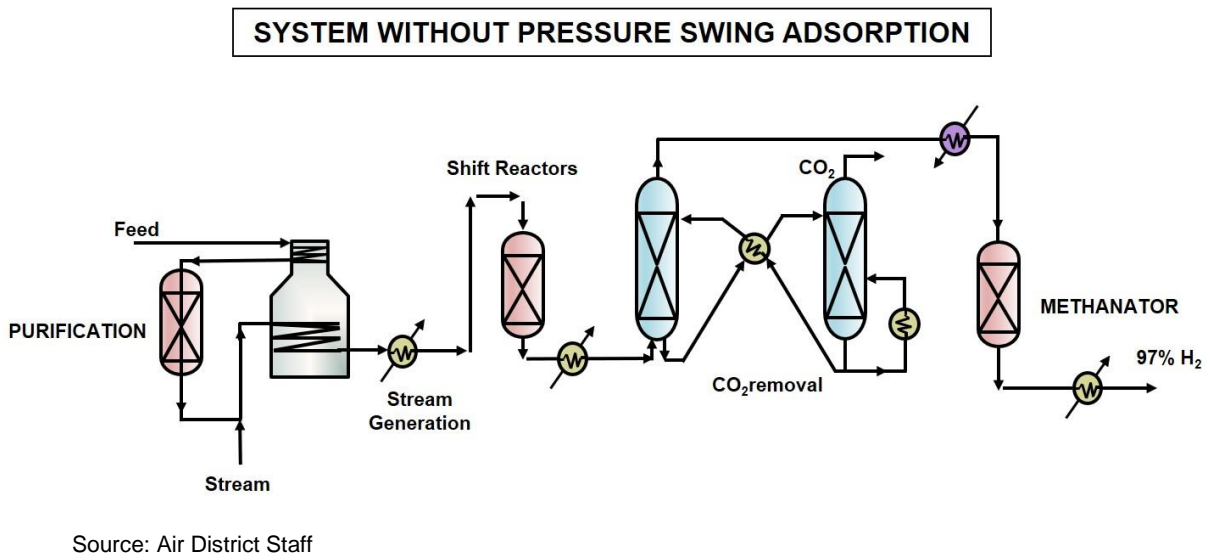 SYSTEM WITHOUT PRESSURE SWING ADSORPTION
Shift Reactors
CO₂
Feed
PURIFICATION
METHANATOR
97% H₂
CO₂removal
Stream
Generation
Stream
Source: Air District Staff